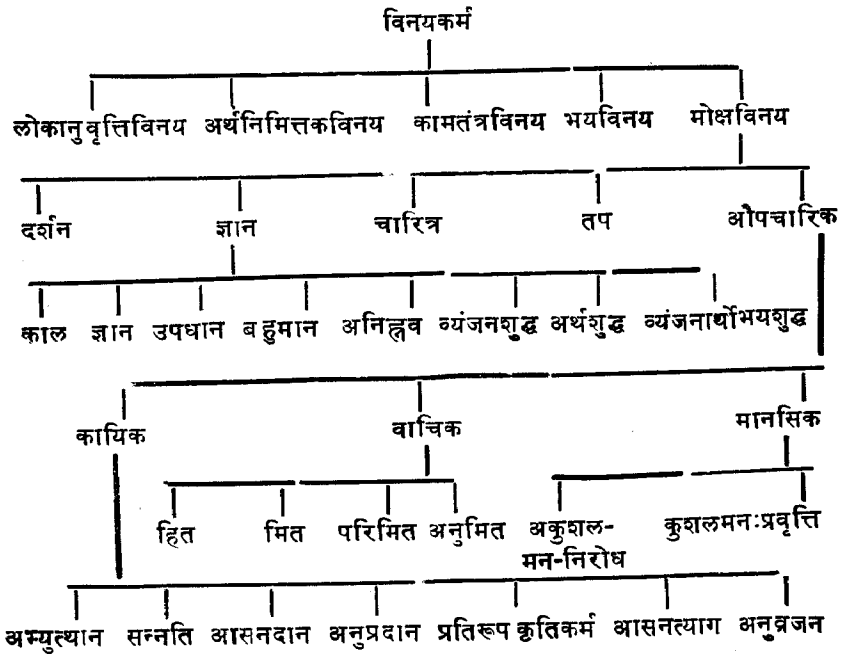 विनयकर्म
लोकानुवृत्तिविनय अर्थनिमित्तकविनय कामतंत्रविनय भयविनय मोक्षविनय
दर्शन ज्ञान चारित्र तप औपचारिक
काल ज्ञान उपधान बहुमान अनिह्नव व्यंजनशुद्ध अर्थशुद्ध व्यंजनार्थोभयशुद्ध
कायिक वाचिक मानसिक
हित मित परिमित अनुमित अकुशल- कुशलमनःप्रवृत्ति
मन-निरोध
अभ्युत्थान सन्नति आसनदान अनुप्रदान प्रतिरूप कृतिकर्म आसनत्याग अनुव्रजन